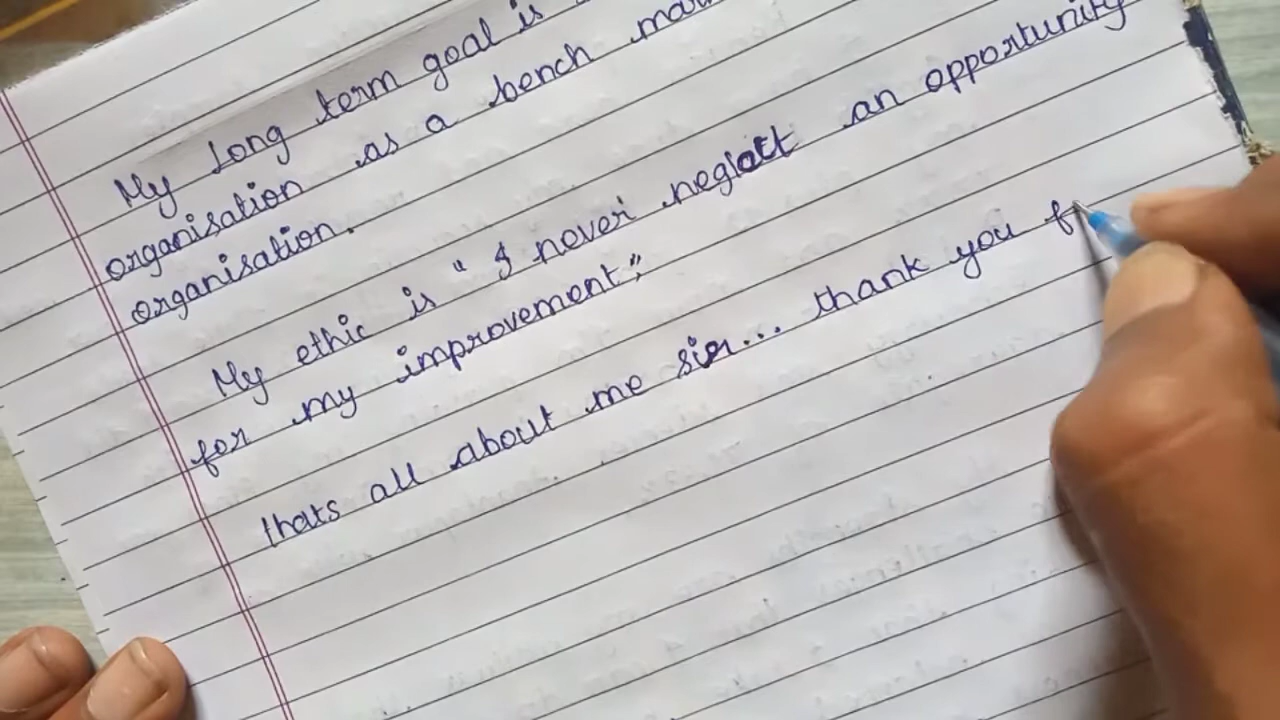 My long term goal is
organisation as a bench
organisation.
My ethic is "I never neglect an opportunity
for my improvement"
thats all about me sir... thank you f